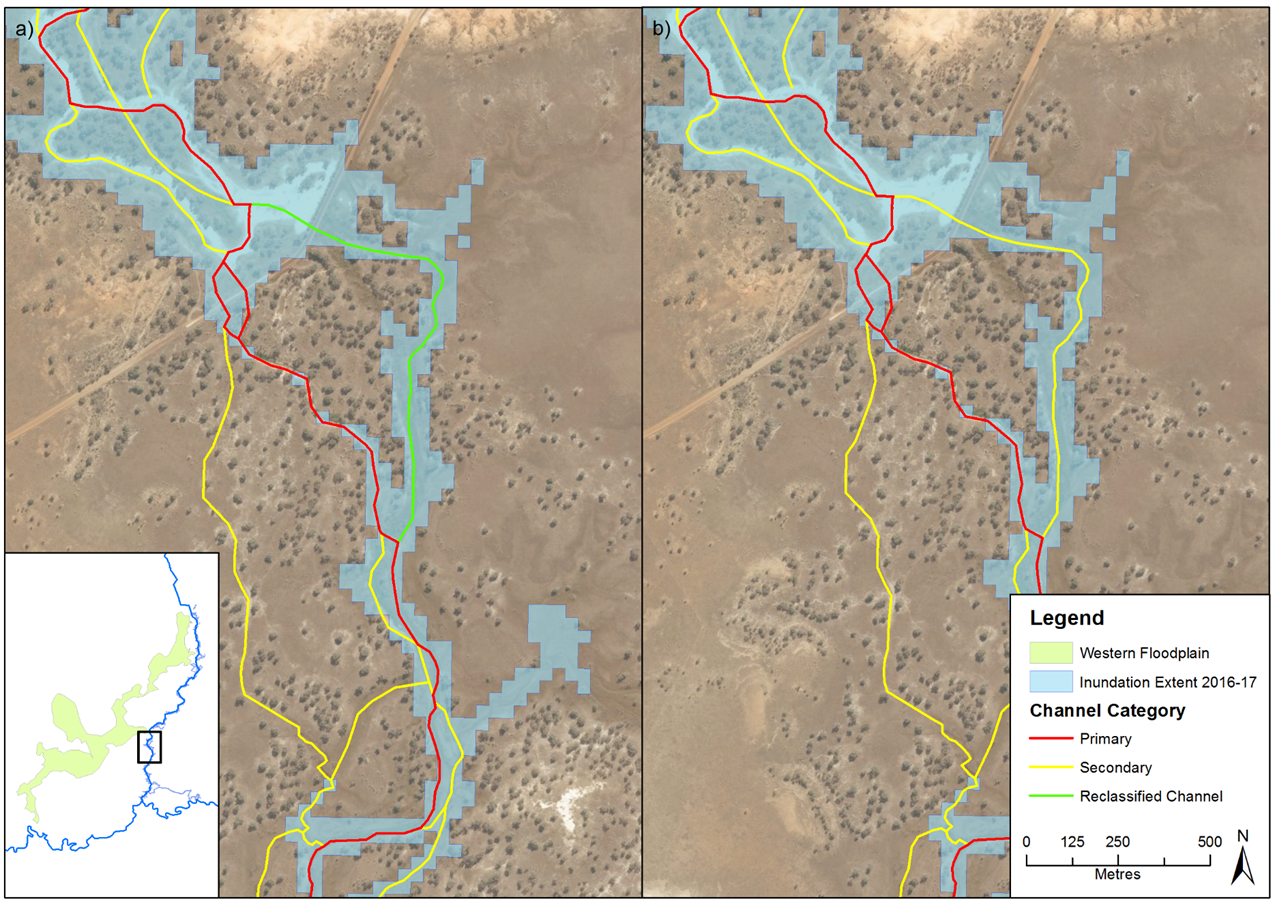 a)
b)
Legend
Western Floodplain
Inundation Extent 2016-17
Channel Category
Primary
Secondary
Reclassified Channel
0 125 250 500
Metres
N